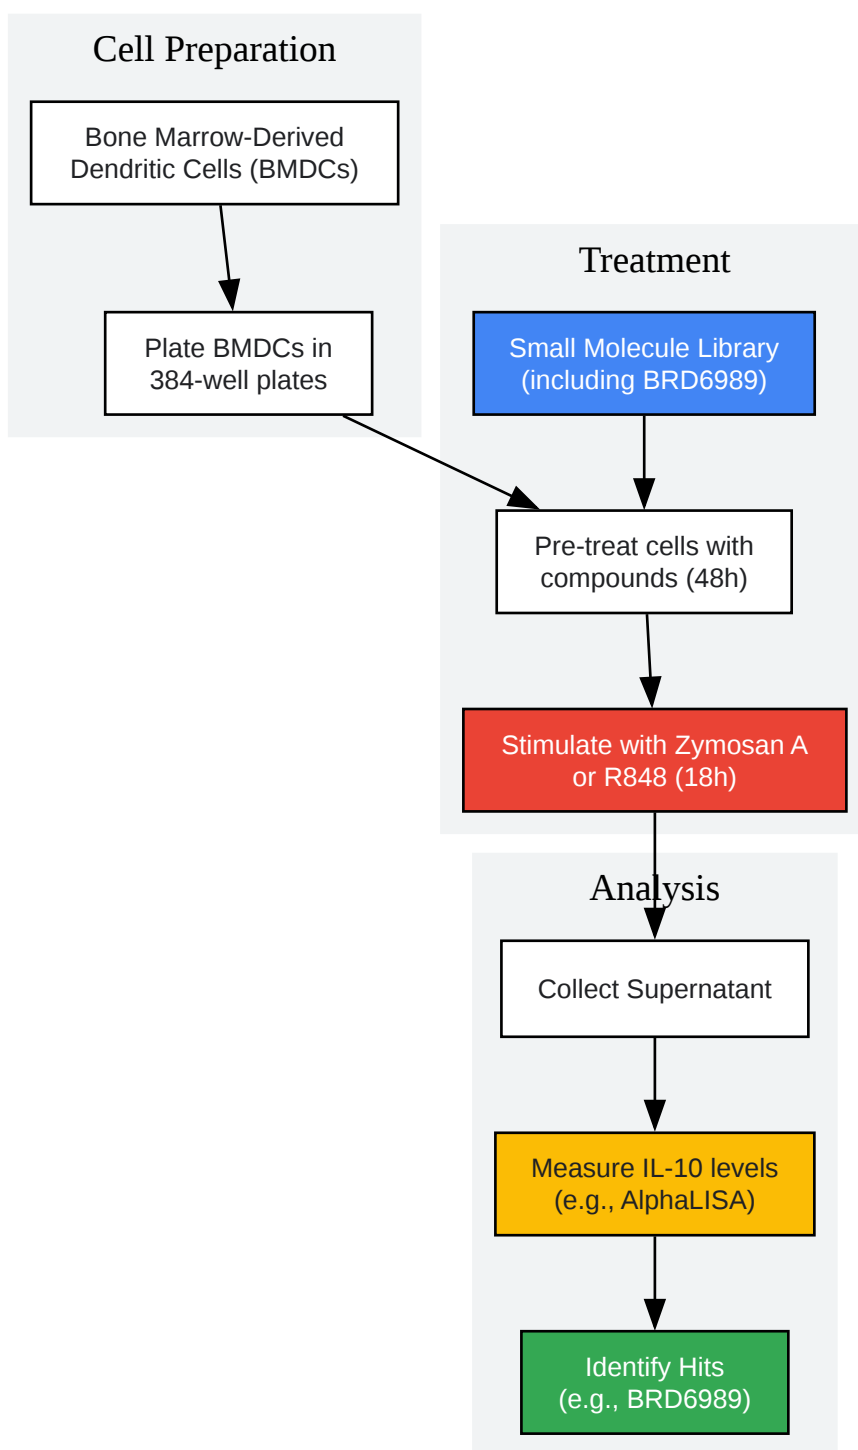 Cell Preparation
Bone Marrow-Derived
Dendritic Cells (BMDCs)
Plate BMDCs in
384-well plates
Treatment
Small Molecule Library
(including BRD6989)
Pre-treat cells with
compounds (48h)
Stimulate with Zymosan A
or R848 (18h)
Analysis
Collect Supernatant
Measure IL-10 levels
(e.g., AlphaLISA)
Identify Hits
(e.g., BRD6989)